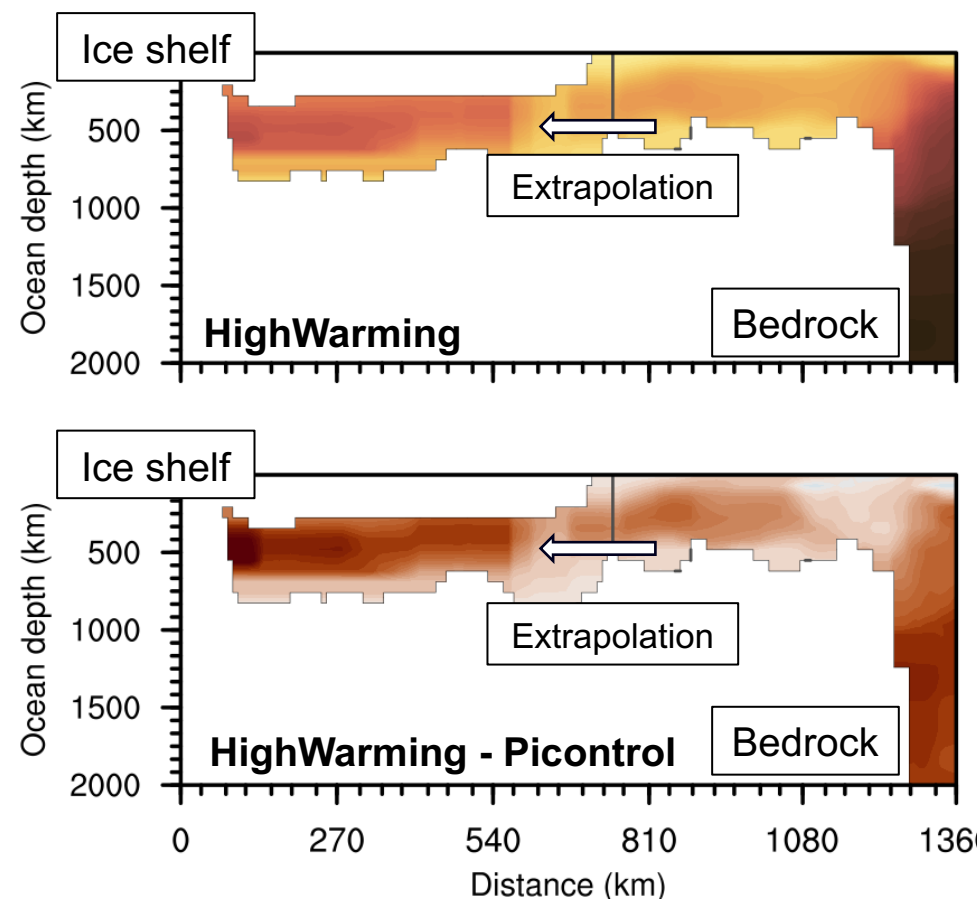 Ice shelf
Ocean depth (km)
500
1000
1500
2000
Extrapolation
HighWarming
Bedrock
Ice shelf
Ocean depth (km)
500
1000
1500
2000
Extrapolation
HighWarming - Picontrol
Bedrock
0 270 540 810 1080 136
Distance (km)